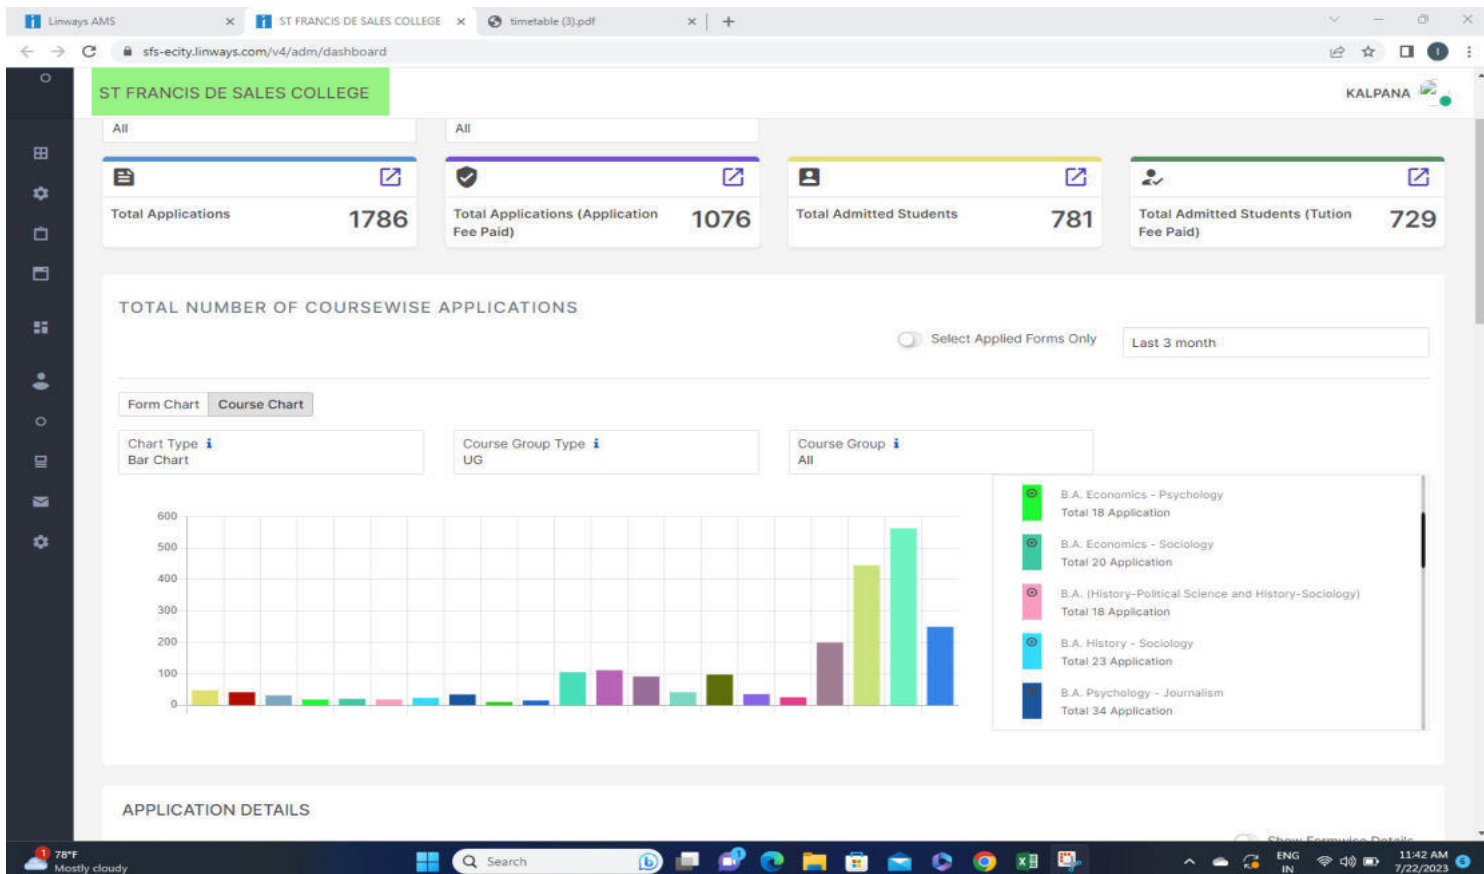 Linways AMS
ST FRANCIS DE SALES COLLEGE
timetable (3).pdf
sfs-ecity.linways.com/v4/adm/dashboard
I
ST FRANCIS DE SALES COLLEGE
KALPANA
All
All
Total Applications
1786
Total Applications (Application
Fee Paid)
1076
Total Admitted Students
781
Total Admitted Students (Tution
Fee Paid)
729
TOTAL NUMBER OF COURSEWISE APPLICATIONS
Select Applied Forms Only
Last 3 month
Form Chart
Course Chart
Chart Type i
Bar Chart
Course Group Type i
UG
Course Group i
All
600
500
400
300
200
100
0
B.A. Economics - Psychology
Total 18 Application
B.A. Economics - Sociology
Total 20 Application
B.A. (History-Political Science and History-Sociology)
Total 18 Application
B.A. History - Sociology
Total 23 Application
B.A. Psychology - Journalism
Total 34 Application
APPLICATION DETAILS
Show Formwise Details
1
78°F
Mostly cloudy
Search
ENG
IN
11:42 AM
7/22/2023